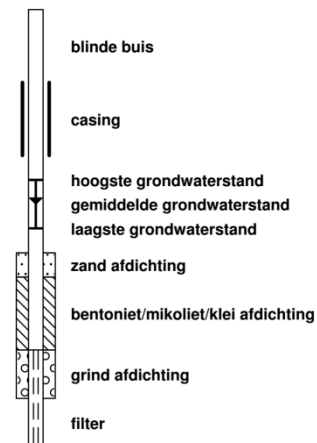 blinde buis
casing
hoogste grondwaterstand
gemiddelde grondwaterstand
laagste grondwaterstand
zand afdichting
bentoniet/mikoliet/klei afdichting
grind afdichting
filter